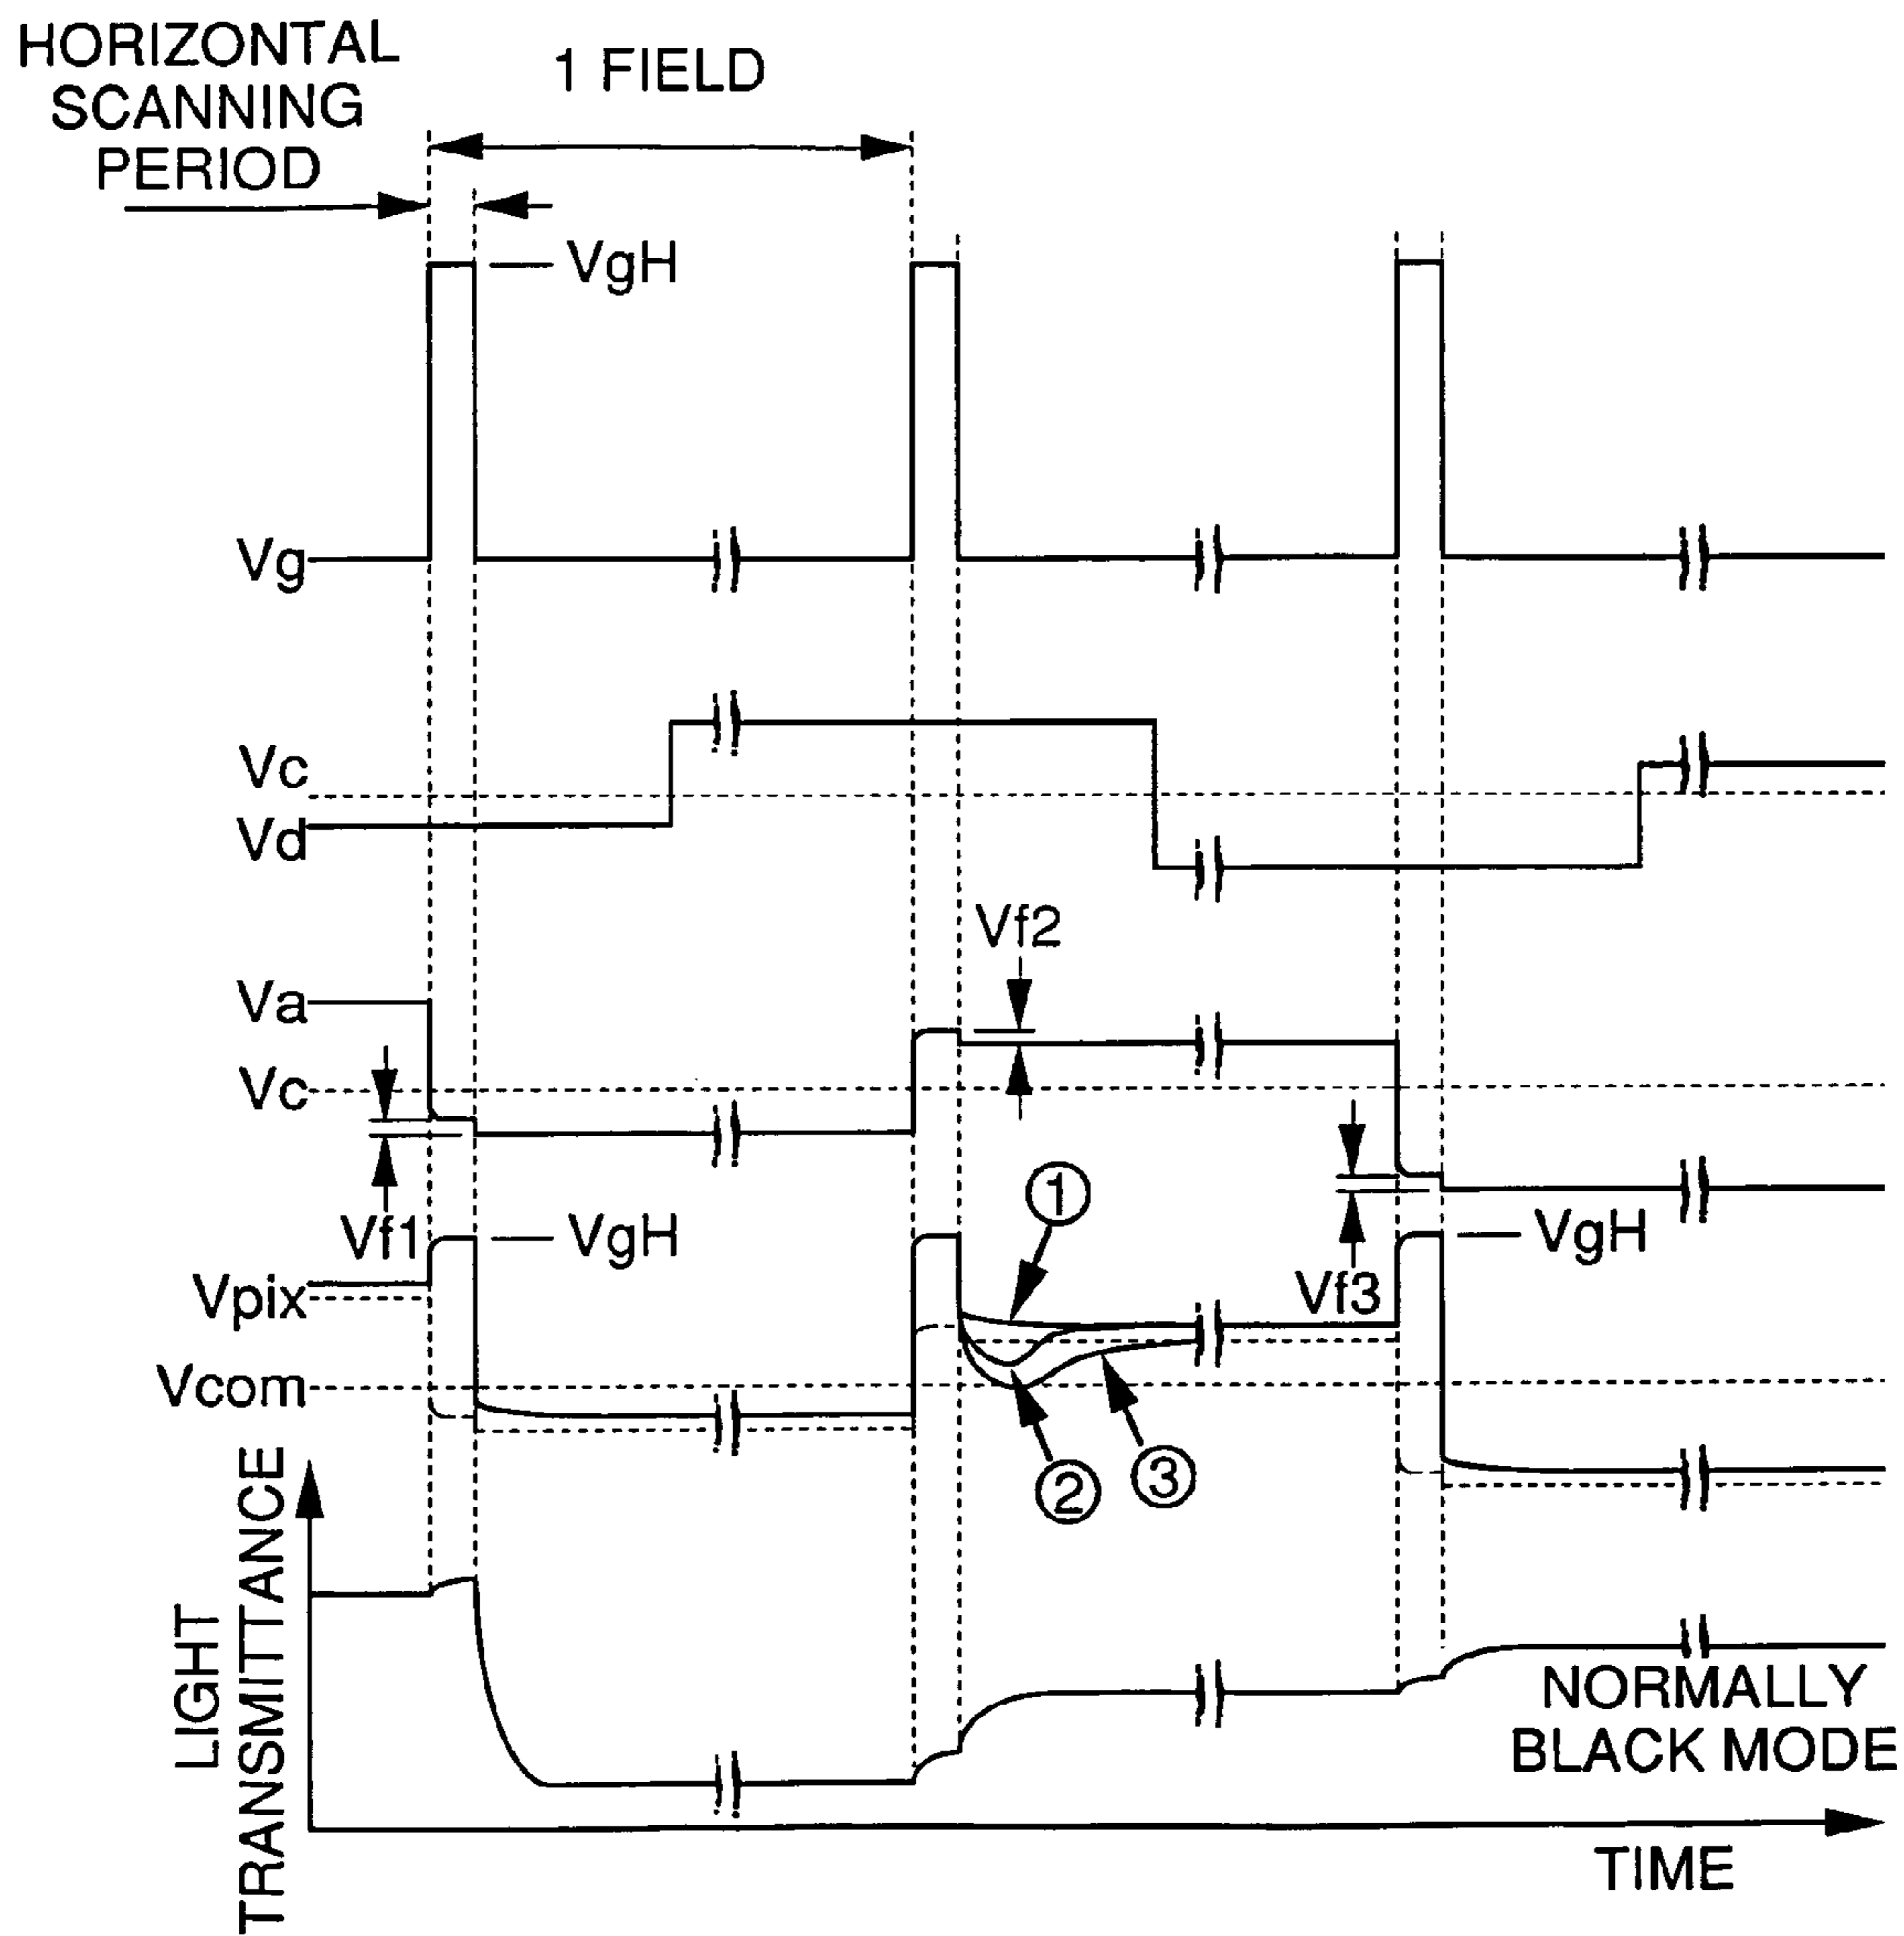 HORIZONTAL
SCANNING
PERIOD
1 FIELD
VgH
Vg
Vc
Vd
Vf2
Va
Vc
①
Vf1
VgH
VgH
Vpix
Vf3
Vcom
②
③
LIGHT
TRANSMITTANCE
NORMALLY
BLACK MODE
TIME